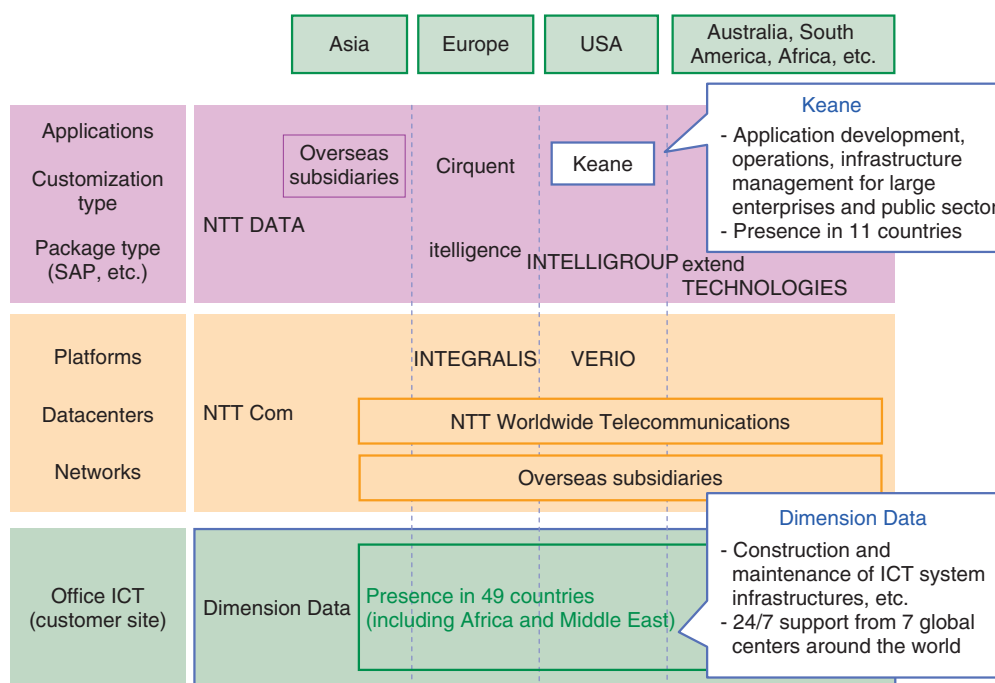 Asia
Europe
USA
Australia, South
America, Africa, etc.
Applications
Customization
type
Package type
(SAP, etc.)
NTT DATA
Overseas
subsidiaries
Cirquent
Keane
itelligence
INTELLIGROUP
extend
TECHNOLOGIES
Keane
- Application development,
operations, infrastructure
management for large
enterprises and public sector
- Presence in 11 countries
Platforms
Datacenters
Networks
NTT Com
INTEGRALIS
VERIO
NTT Worldwide Telecommunications
Overseas subsidiaries
Office ICT
(customer site)
Dimension Data
Presence in 49 countries
(including Africa and Middle East)
Dimension Data
- Construction and
maintenance of ICT system
infrastructures, etc.
- 24/7 support from 7 global
centers around the world